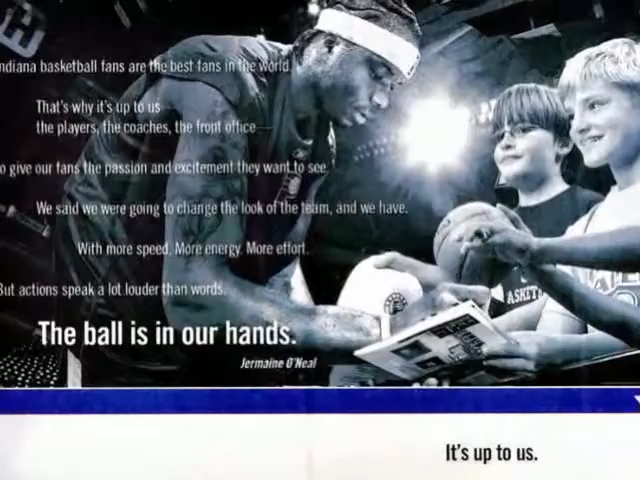 ndiana basketball fans are the best fans in the world.
That's why it's up to us
the players, the coaches, the front office—
o give our fans the passion and excitement they want to see.
We said we were going to change the look of the team, and we have.
With more speed. More energy. More effort.
But actions speak a lot louder than words.
The ball is in our hands.
Jermaine O'Neal
ASKET
It's up to us.